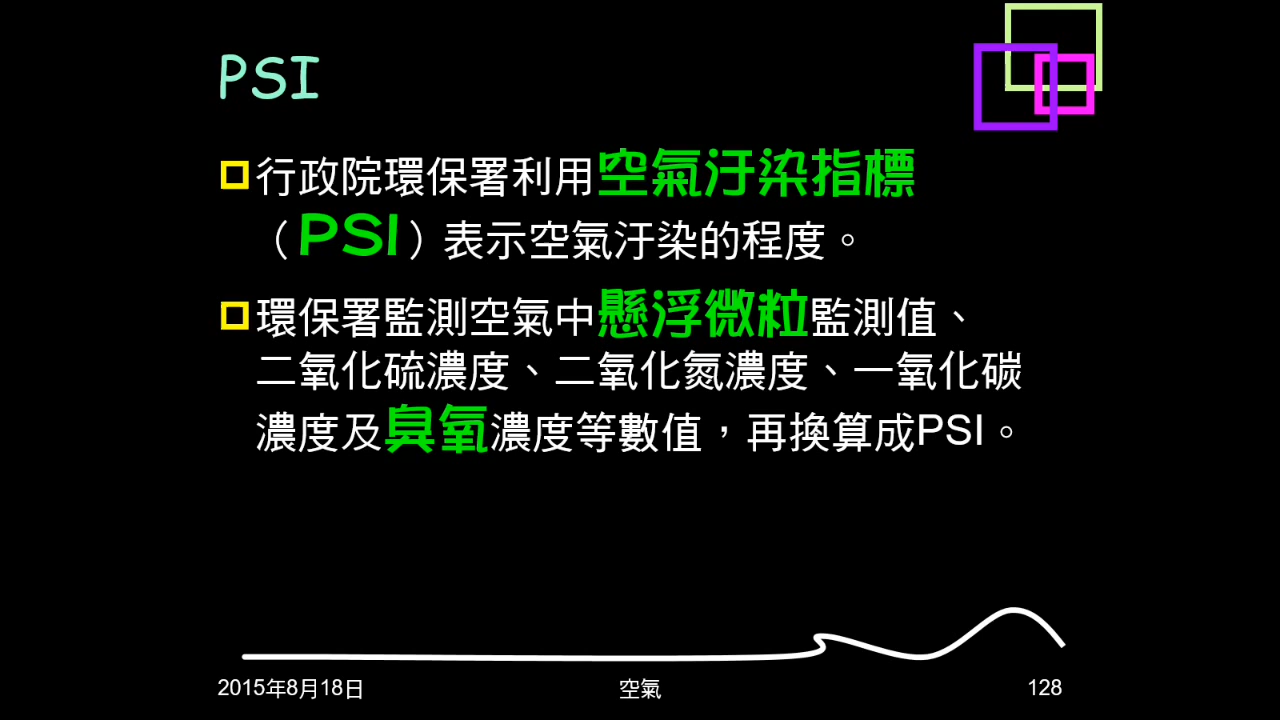 PSI
行政院環保署利用空氣汙染指標
（PSI）表示空氣汙染的程度。
環保署監測空氣中懸浮微粒監測值、
二氧化硫濃度、二氧化氮濃度、一氧化碳
濃度及臭氧濃度等數值，再換算成PSI。
2015年8月18日
空氣
128